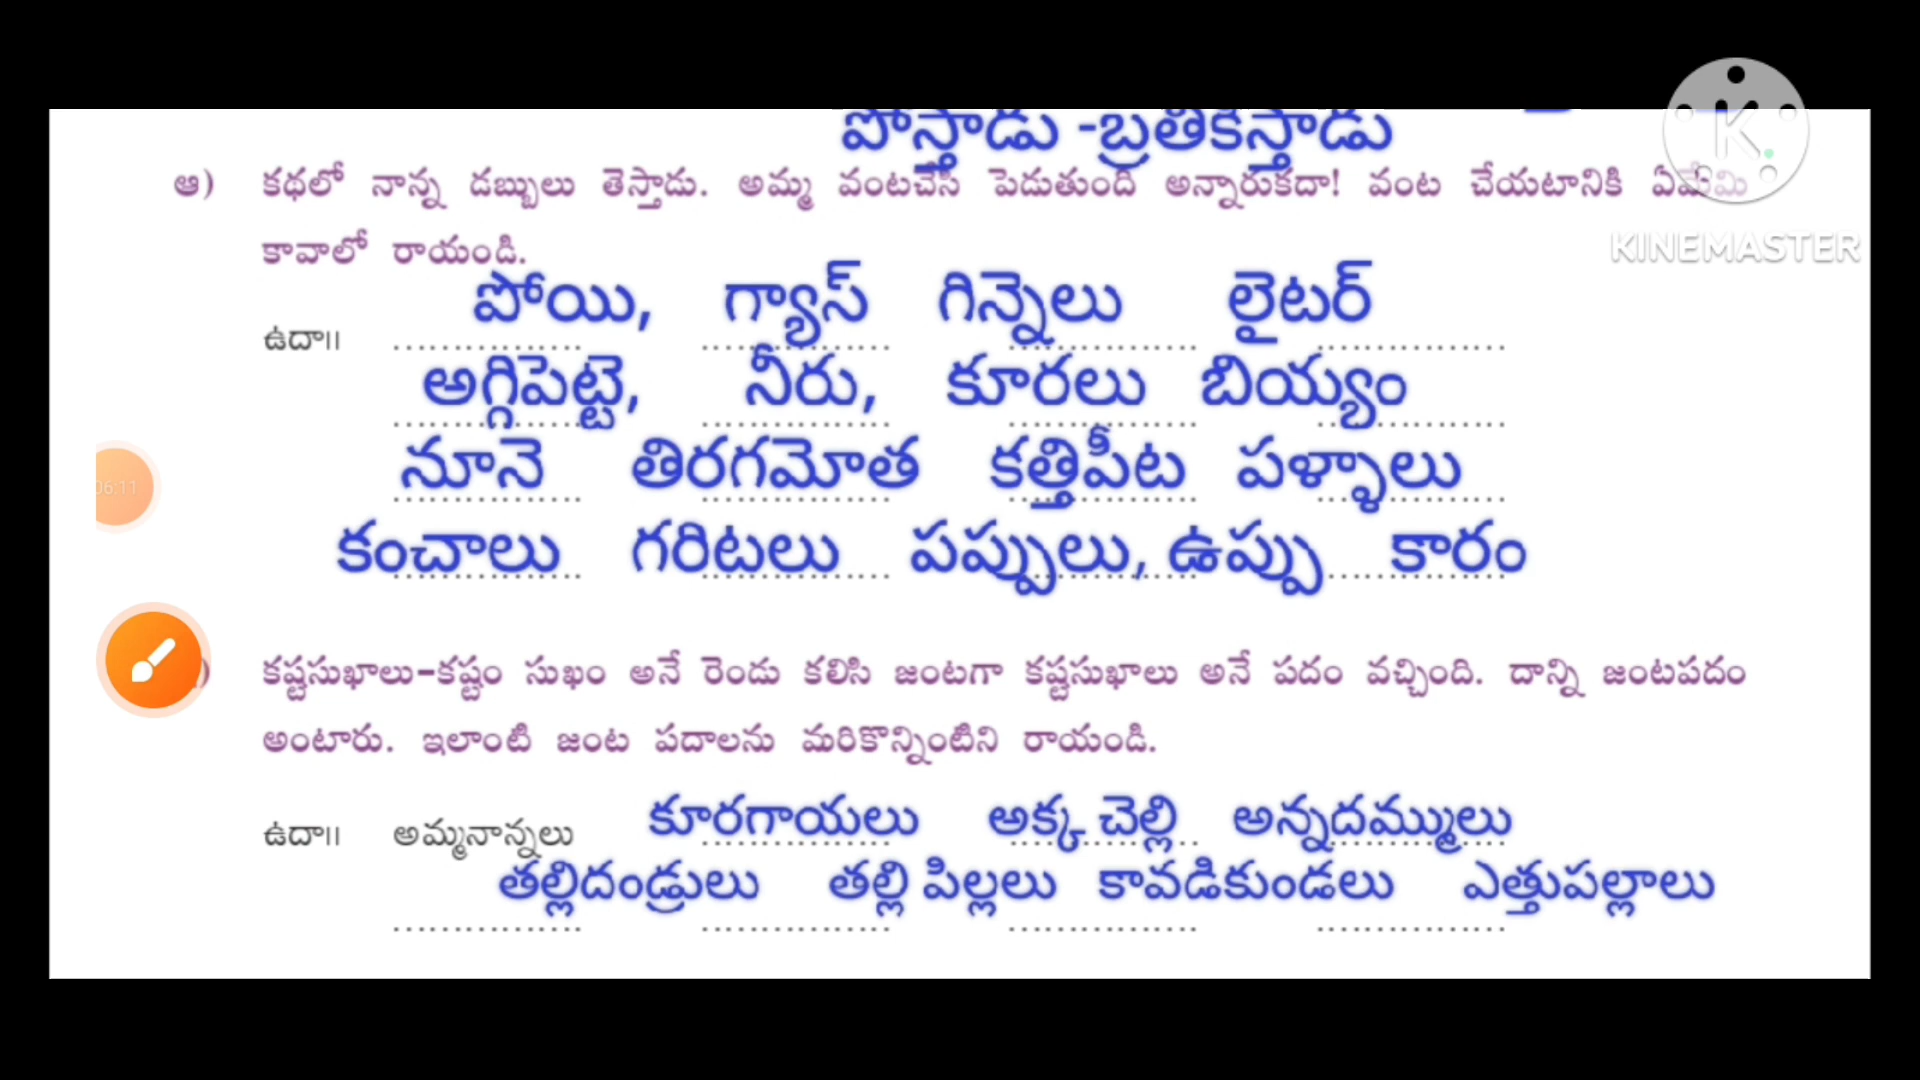 పోస్తాడు -బ్రతికిస్తాడు
ఆ) కథలో నాన్న డబ్బులు తెస్తాడు. అమ్మ వంటచేసి పెడుతుంది అన్నారుకదా! వంట చేయటానికి ఏమేమి
కావాలో రాయండి.
KINEMASTER
పోయి, గ్యాస్ గిన్నెలు లైటర్
ఉదా॥ ................ ................ ................ ................
అగ్గిపెట్టె, నీరు, కూరలు బియ్యం
నూనె తిరగమోత కత్తిపీట పళ్ళాలు
06:11
కంచాలు గరిటలు పప్పులు, ఉప్పు కారం
) కష్టసుఖాలు-కష్టం సుఖం అనే రెండు కలిసి జంటగా కష్టసుఖాలు అనే పదం వచ్చింది. దాన్ని జంటపదం
అంటారు. ఇలాంటి జంట పదాలను మరికొన్నింటిని రాయండి.
ఉదా॥ అమ్మనాన్నలు కూరగాయలు అక్క చెల్లి అన్నదమ్ములు
తల్లిదండ్రులు తల్లి పిల్లలు కావడికుండలు ఎత్తుపల్లాలు